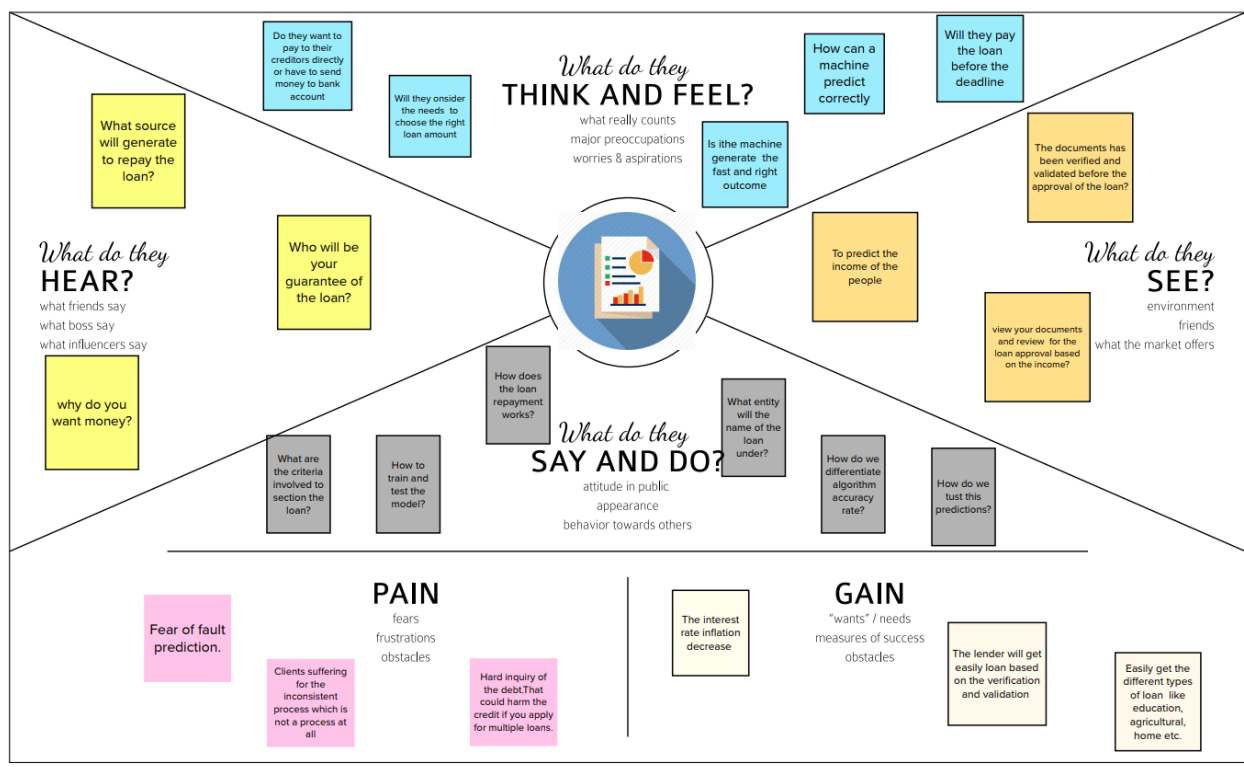 Do they want to
pay to their
creditors directly
or have to send
money to bank
account
Will they onsider
the needs to
choose the right
loan amount
What do they
THINK AND FEEL?
what really counts
major preoccupations
worries & aspirations
How can a
machine
predict
correctly
Will they pay
the loan
before the
deadline
Is ithe machine
generate the
fast and right
outcome
What source
will generate
to repay the
loan?
Who will be
your
guarantee of
the loan?
What do they
HEAR?
what friends say
what boss say
what influencers say
why do you
want money?
The documents has
been verified and
validated before the
approval of the loan?
To predict the
income of the
people
What do they
SEE?
environment
friends
what the market offers
view your documents
and review for the
loan approval based
on the income?
How does
the loan
repayment
works?
What do they
SAY AND DO?
attitude in public
appearance
behavior towards others
What entity
will the
name of the
loan
under?
What are
the criteria
involved to
section the
loan?
How to
train and
test the
model?
How do we
differentiate
algorithm
accuracy
rate?
How do we
tust this
predictions?
PAIN
fears
frustrations
obstacles
Fear of fault
prediction.
Clients suffering
for the
inconsistent
process which is
not a process at
all
Hard inquiry of
the debt.That
could harm the
credit if you apply
for multiple loans.
GAIN
"wants" / needs
measures of success
obstacles
The interest
rate inflation
decrease
The lender will get
easily loan based
on the verification
and validation
Easily get the
different types
of loan like
education,
agricultural,
home etc.